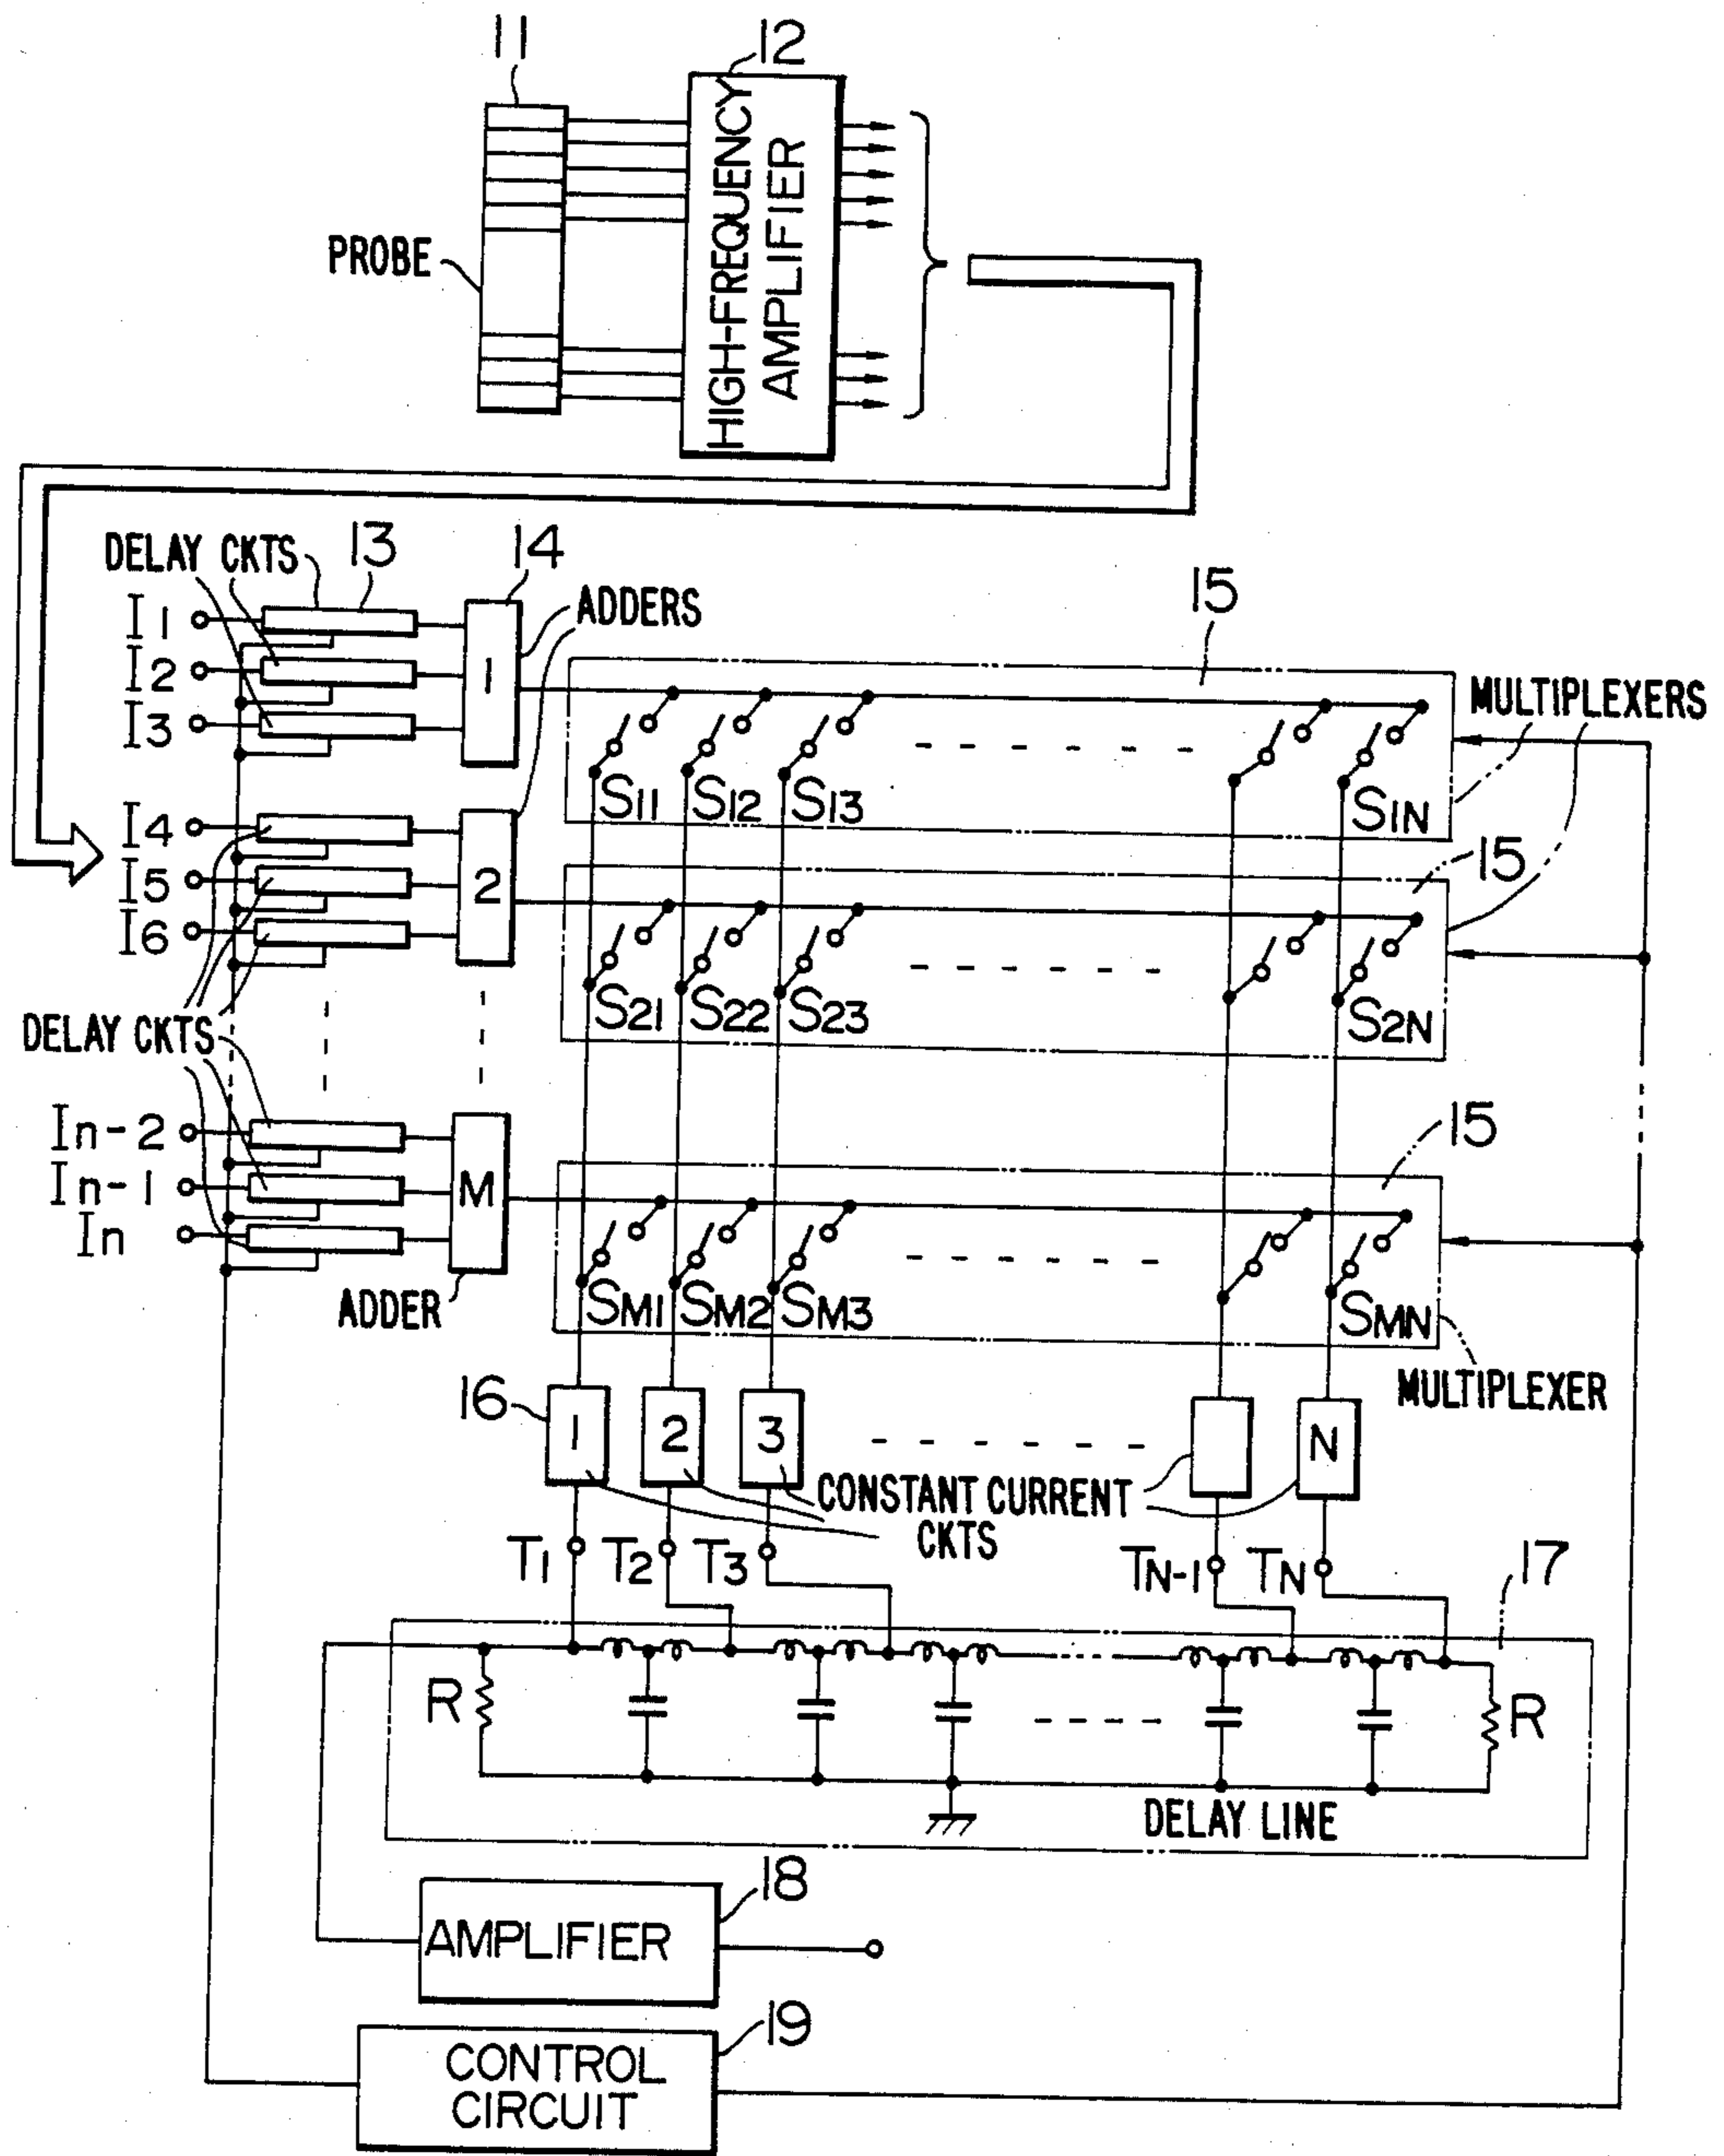 11
12
HIGH-FREQUENCY
AMPLIFIER
PROBE
DELAY CKTS
13
14
ADDERS
15
MULTIPLEXERS
I1
I2
I3
1
S11
S12
S13
S1N
I4
I5
I6
2
15
S21
S22
S23
S2N
DELAY CKTS
In-2
In-1
In
M
15
ADDER
SM1
SM2
SM3
SMN
MULTIPLEXER
16
1
2
3
N
CONSTANT CURRENT
CKTS
T1
T2
T3
TN-1
TN
17
R
R
DELAY LINE
18
AMPLIFIER
19
CONTROL
CIRCUIT